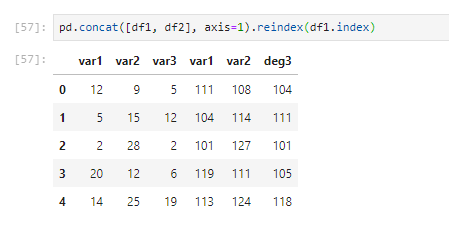 [57]: pd.concat([df1, df2], axis=1).reindex(df1.index)
[57]:
var1 var2 var3 var1 var2 deg3
0 12 9 5 111 108 104
1 5 15 12 104 114 111
2 2 28 2 101 127 101
3 20 12 6 119 111 105
4 14 25 19 113 124 118